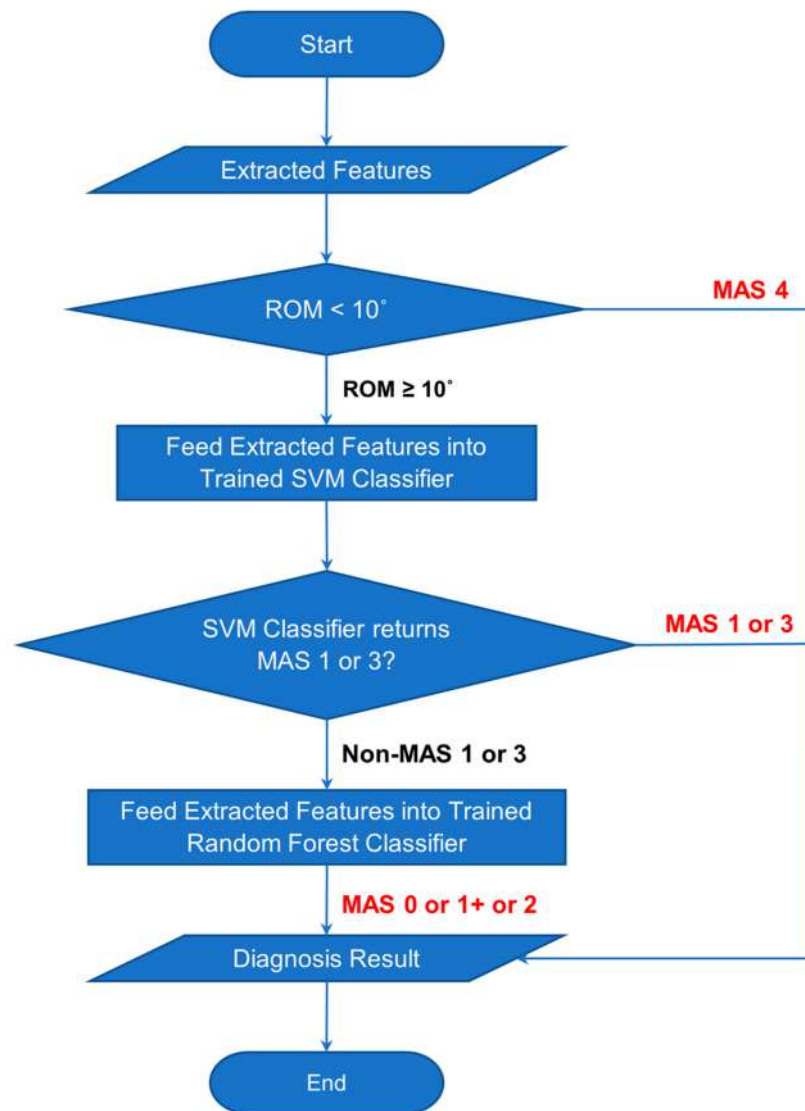 Start
Extracted Features
ROM < 10˚
MAS 4
ROM ≥ 10˚
Feed Extracted Features into
Trained SVM Classifier
SVM Classifier returns
MAS 1 or 3?
MAS 1 or 3
Non-MAS 1 or 3
Feed Extracted Features into Trained
Random Forest Classifier
MAS 0 or 1+ or 2
Diagnosis Result
End